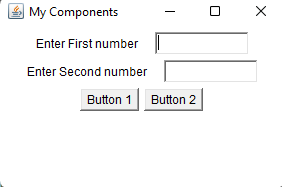 My Components
Enter First number
Enter Second number
Button 1 Button 2